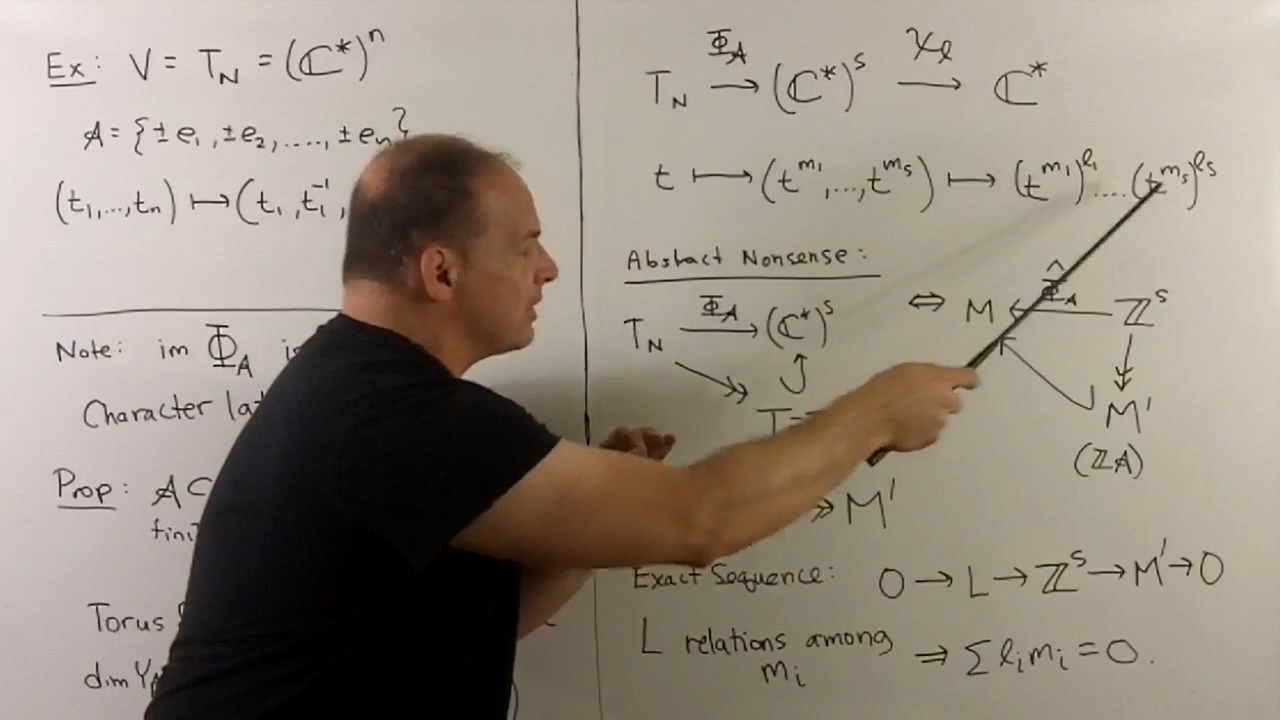 Ex: V = T_N = (ℂ*)^n
A = {±e₁, ±e₂, ...., ±e_n}
(t₁,...,t_n) ↦ (t₁, t₁⁻¹,
Note: im Φ_A
Character
Prop: A ⊂
Torus
dim Y_A
T_N →^{Φ_A} (ℂ*)^s →^{χ_ℓ} ℂ*
t ↦ (t^{m₁},...,t^{m_s}) ↦ (t^{m₁})^{ℓ₁}....(t^{m_s})^{ℓ_s}
Abstract Nonsense:
T_N →^{Φ_A} (ℂ*)^s ⇔ M ←^{Φ̂_A} ℤ^s
T =
M'
(ℤA)
↠ M'
Exact Sequence: 0 → L → ℤ^s → M' → 0
L relations among ⇒ Σ ℓ_i m_i = 0.
m_i